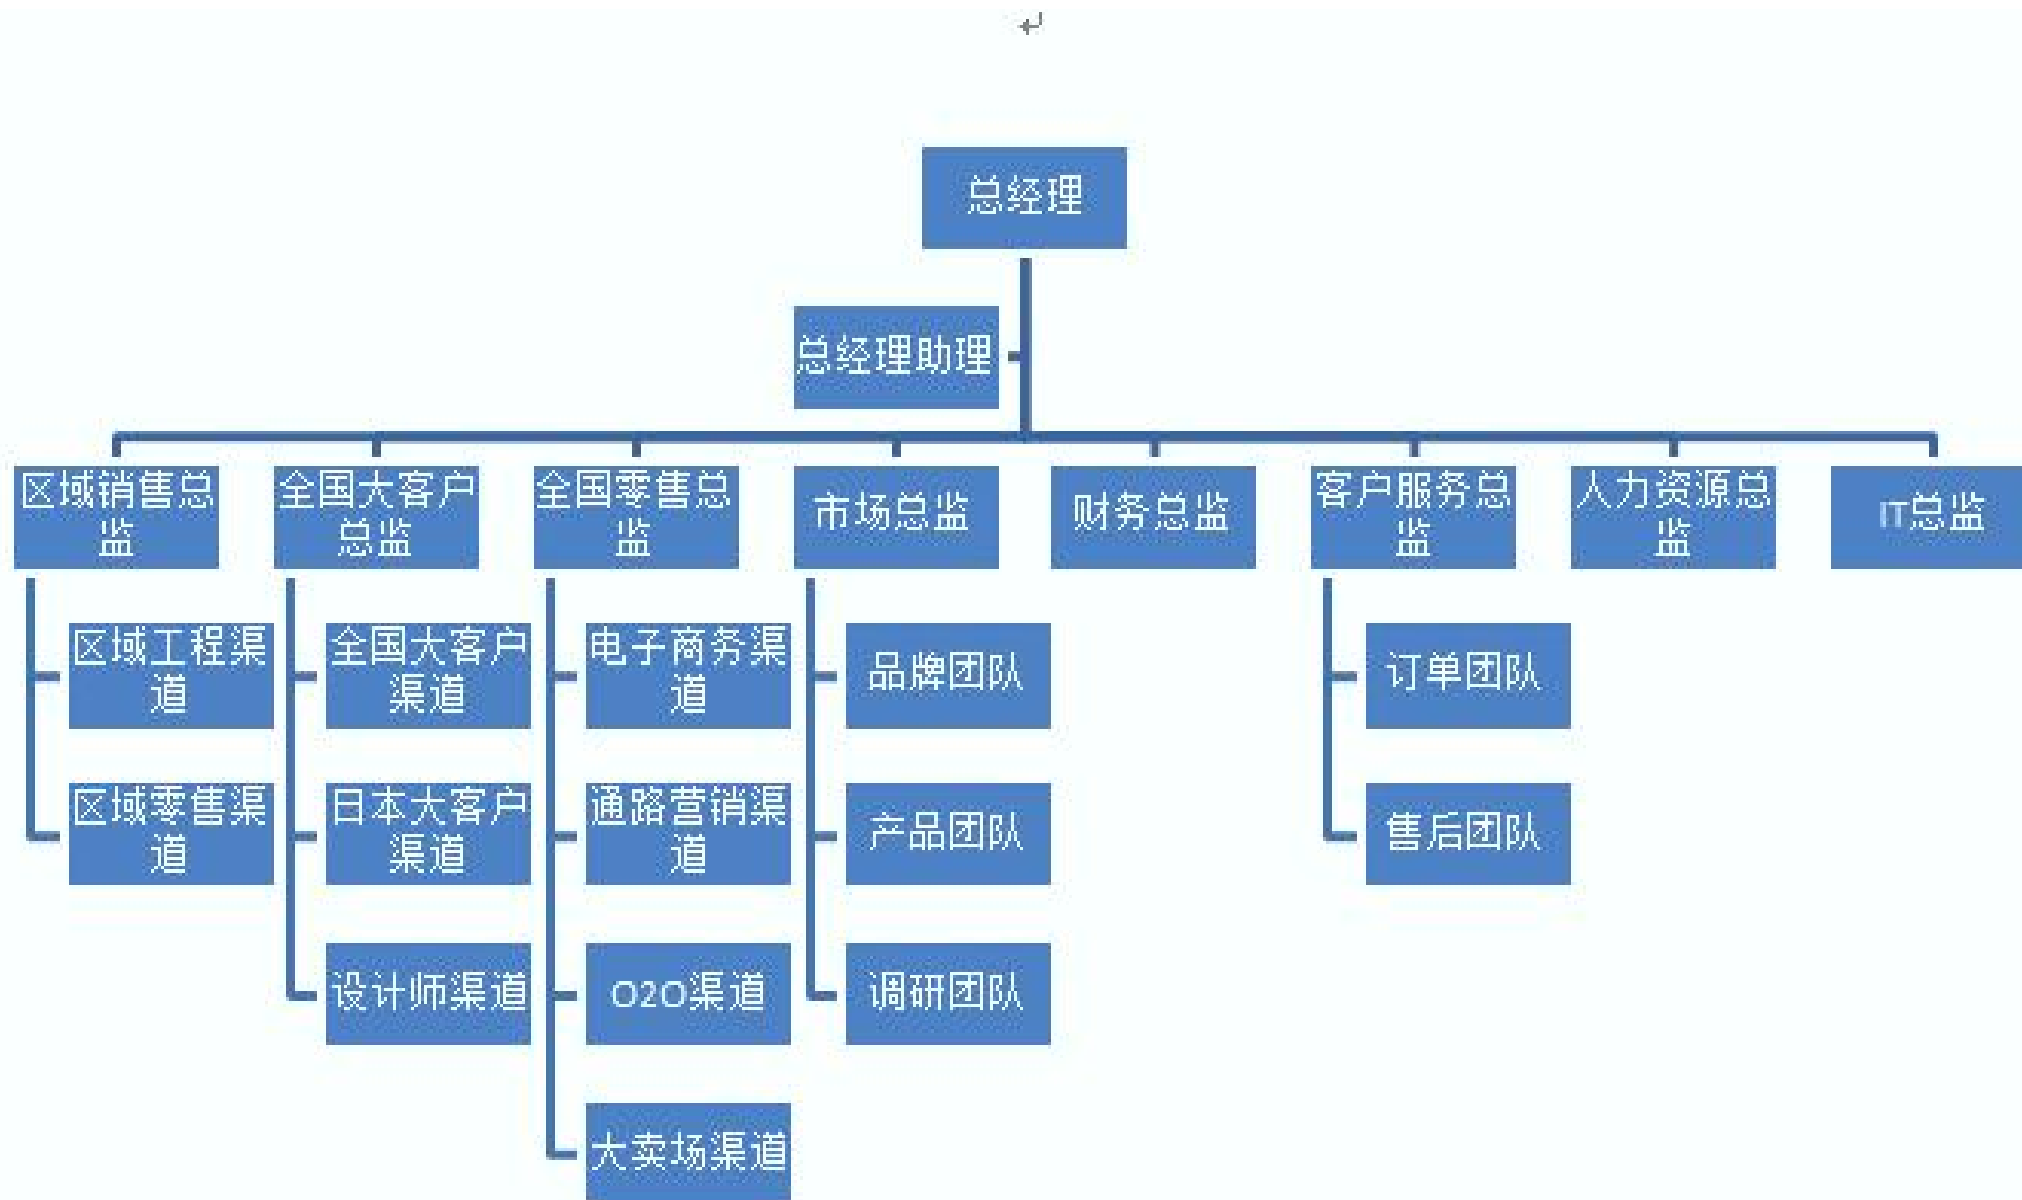 总经理
总经理助理
区域销售总
监
全国大客户
总监
全国零售总
监
市场总监
财务总监
客户服务总
监
人力资源总
监
IT总监
区域工程渠
道
全国大客户
渠道
电子商务渠
道
品牌团队
订单团队
区域零售渠
道
日本大客户
渠道
通路营销渠
道
产品团队
售后团队
设计师渠道
O2O渠道
调研团队
大卖场渠道